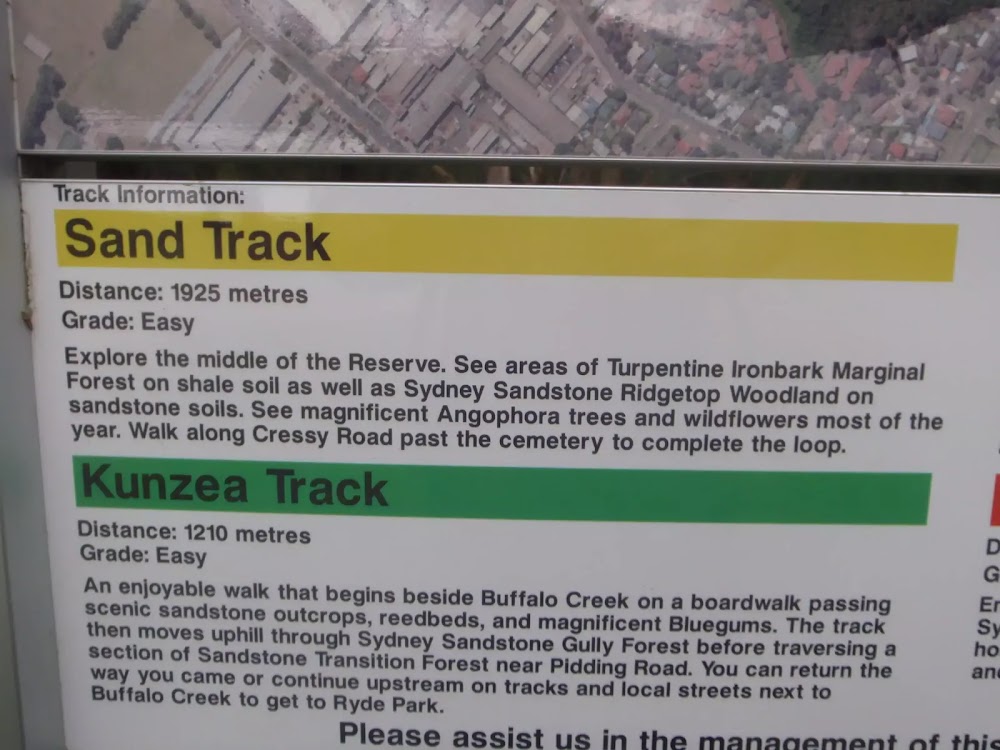 Track Information:
Sand Track
Distance: 1925 metres
Grade: Easy
Explore the middle of the Reserve. See areas of Turpentine Ironbark Marginal
Forest on shale soil as well as Sydney Sandstone Ridgetop Woodland on
sandstone soils. See magnificent Angophora trees and wildflowers most of the
year. Walk along Cressy Road past the cemetery to complete the loop.
Kunzea Track
Distance: 1210 metres
Grade: Easy
An enjoyable walk that begins beside Buffalo Creek on a boardwalk passing
scenic sandstone outcrops, reedbeds, and magnificent Bluegums. The track
then moves uphill through Sydney Sandstone Gully Forest before traversing a
section of Sandstone Transition Forest near Pidding Road. You can return the
way you came or continue upstream on tracks and local streets next to
Buffalo Creek to get to Ryde Park.
Please assist us in the management of this